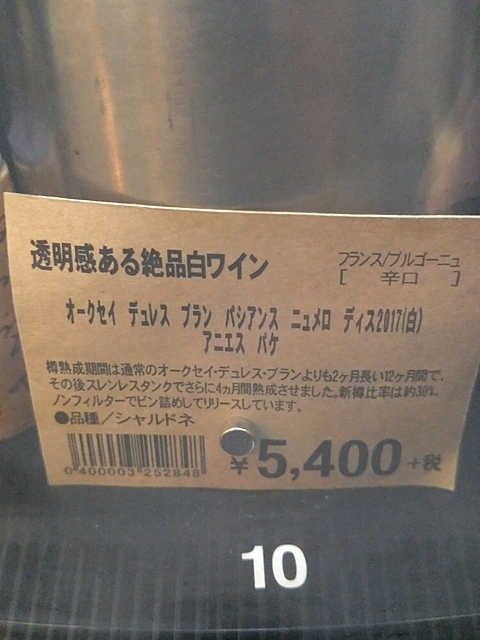 透明感ある絶品白ワイン
フランス/ブルゴーニュ
[ 辛口 ]
オークセイ デュレス ブラン パシアンス ニュメロ ディス2017(白)
アニエス パケ
樽熟成期間は通常のオークセイ・デュレス・ブランよりも2ヶ月長い12ヶ月間で、
その後スレンレスタンクでさらに4ヵ月間熟成させました。新樽比率は約30%。
ノンフィルターでビン詰めしてリリースしています。
●品種/シャルドネ
0 400003 252848
¥5,400+税
10